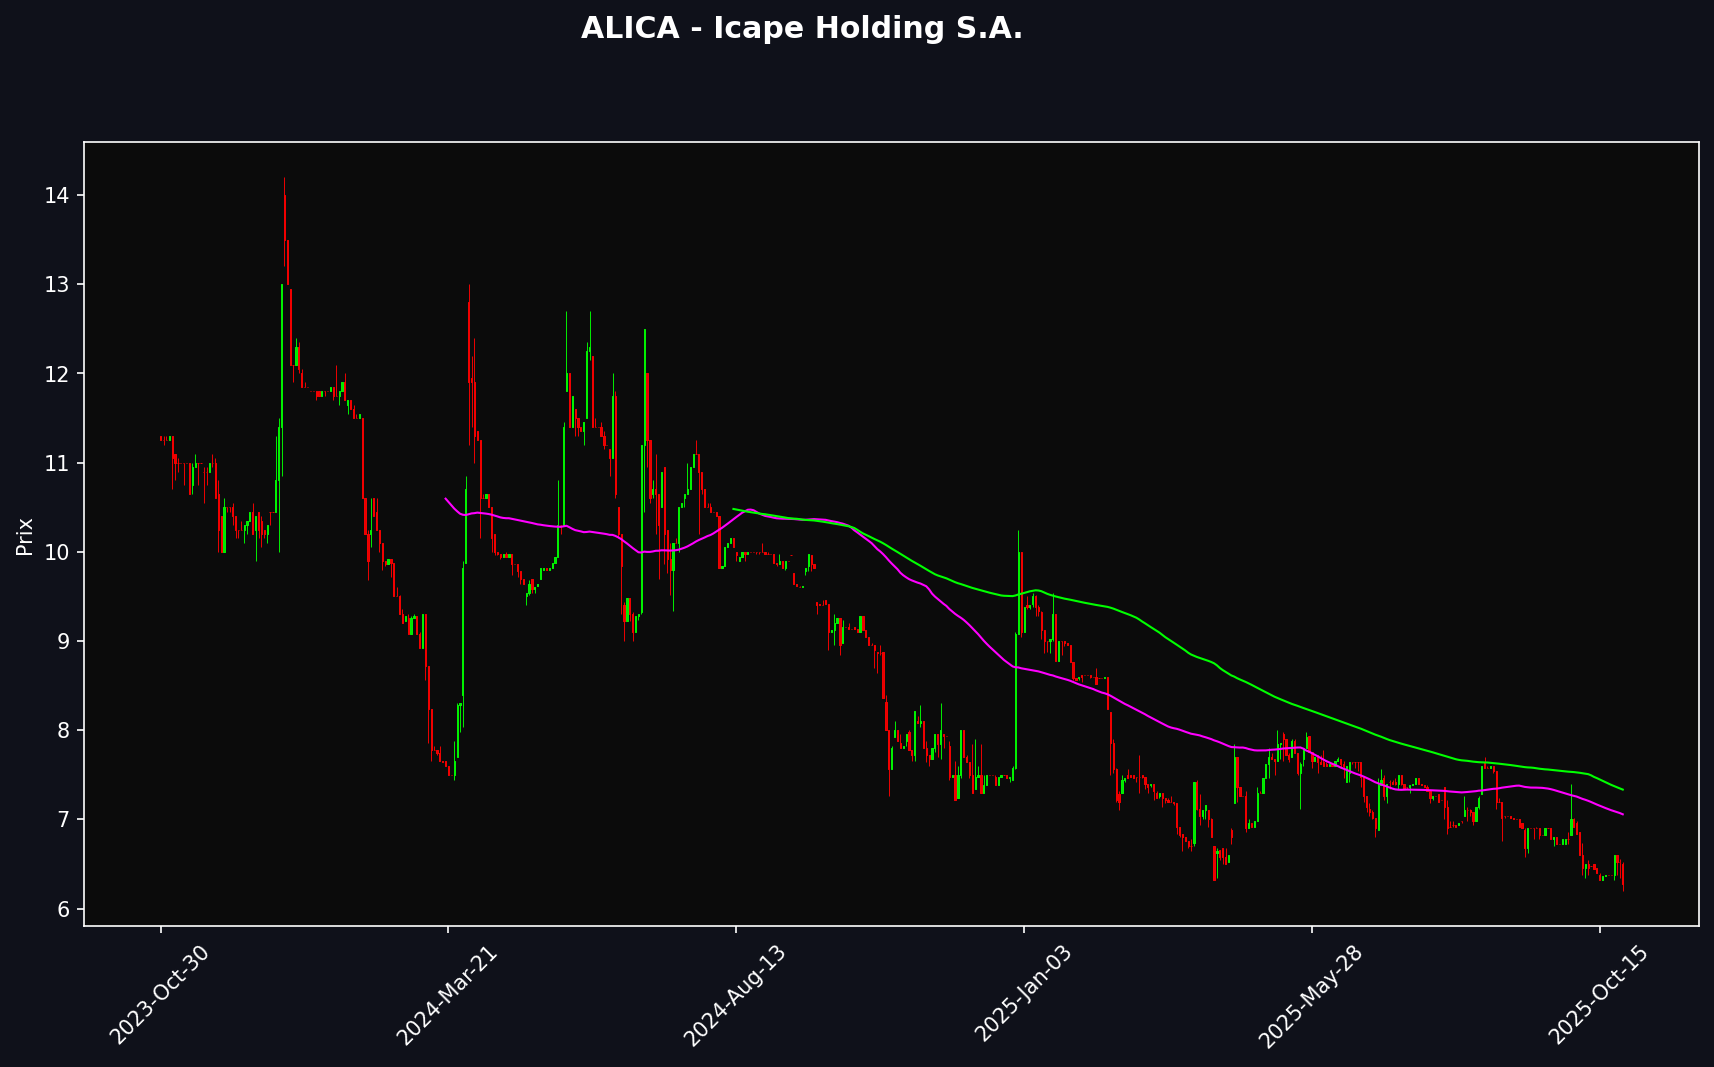 ALICA - Icape Holding S.A.
Prix
14
13
12
11
10
9
8
7
6
2023-Oct-30
2024-Mar-21
2024-Aug-13
2025-Jan-03
2025-May-28
2025-Oct-15